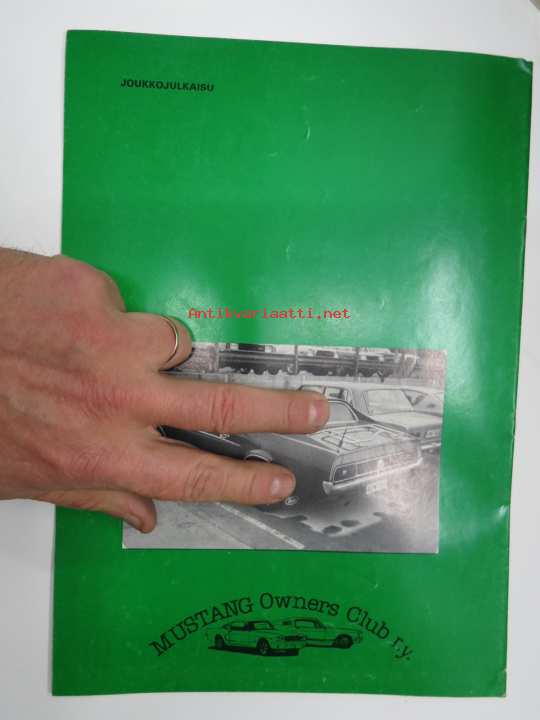 JOUKKOJULKAISU
Antikvariaatti.net
MUSTANG Owners Club r.y.